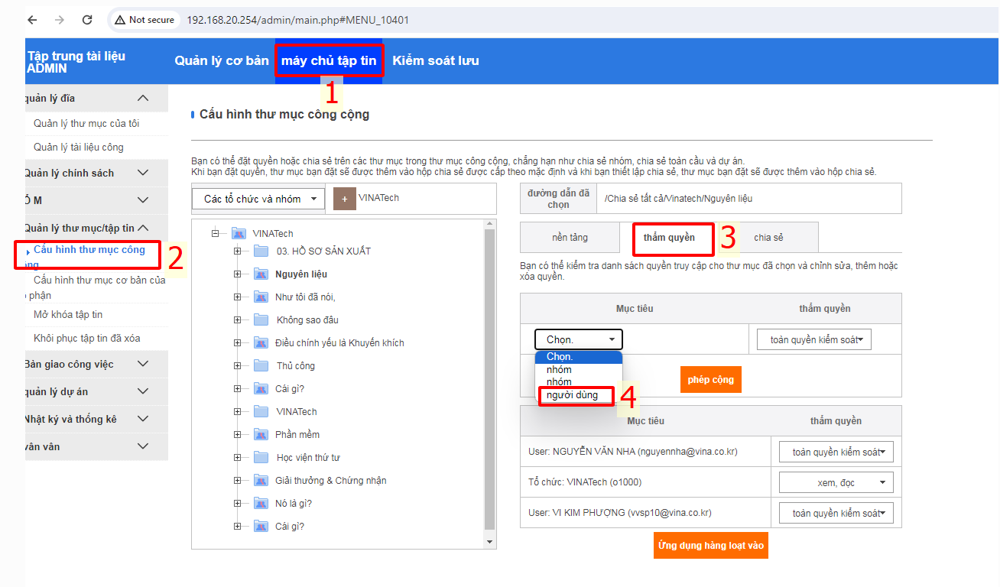 Not secure 192.168.20.254/admin/main.php#MENU_10401
Tập trung tài liệu
ADMIN
Quản lý cơ bản máy chủ tập tin Kiểm soát lưu
1
quản lý đĩa
Quản lý thư mục của tôi
Quản lý tài liệu công
Quản lý chính sách
Ổ M
Quản lý thư mục/tập tin
Cấu hình thư mục công
ộng
2
Cấu hình thư mục cơ bản của
phận
Mở khóa tập tin
Khôi phục tập tin đã xóa
Bàn giao công việc
quản lý dự án
Nhật ký và thống kê
vân vân
Cấu hình thư mục công cộng
Bạn có thể đặt quyền hoặc chia sẻ trên các thư mục trong thư mục công cộng, chẳng hạn như chia sẻ nhóm, chia sẻ toàn cầu và dự án.
Khi bạn đặt quyền, thư mục bạn đặt sẽ được thêm vào hộp chia sẻ được cấp theo mặc định và khi bạn thiết lập chia sẻ, thư mục bạn đặt sẽ được thêm vào hộp chia sẻ.
Các tổ chức và nhóm + VINATech
VINATech
03. HỒ SƠ SẢN XUẤT
Nguyên liệu
Như tôi đã nói,
Không sao đâu
Điều chính yếu là Khuyến khích
Thủ công
Cái gì?
VINATech
Phần mềm
Học viện thứ tư
Giải thưởng & Chứng nhận
Nó là gì?
Cái gì?
đường dẫn đã
chọn
/Chia sẻ tất cả/Vinatech/Nguyên liệu
nền tảng thẩm quyền 3 chia sẻ
Bạn có thể kiểm tra danh sách quyền truy cập cho thư mục đã chọn và chỉnh sửa, thêm hoặc
xóa quyền.
Mục tiêu thẩm quyền
Chọn. toàn quyền kiểm soát
Chọn.
nhóm
nhóm
người dùng 4
phép cộng
Mục tiêu thẩm quyền
User: NGUYỄN VĂN NHA (nguyennha@vina.co.kr) toàn quyền kiểm soát
Tổ chức: VINATech (o1000) xem, đọc
User: VI KIM PHƯỢNG (vvsp10@vina.co.kr) toàn quyền kiểm soát
Ứng dụng hàng loạt vào